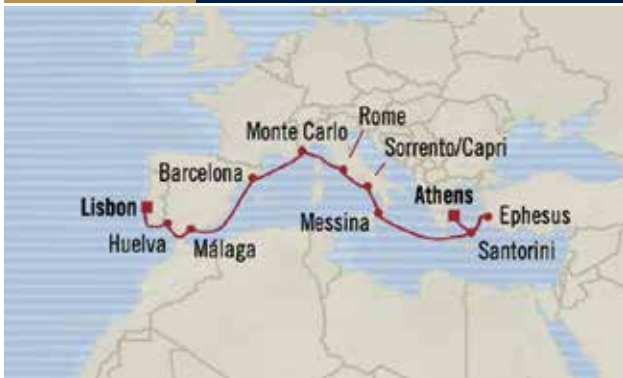 Rome
Monte Carlo
Sorrento/Capri
Barcelona
Athens
Lisbon
Ephesus
Messina
Huelva
Málaga
Santorini